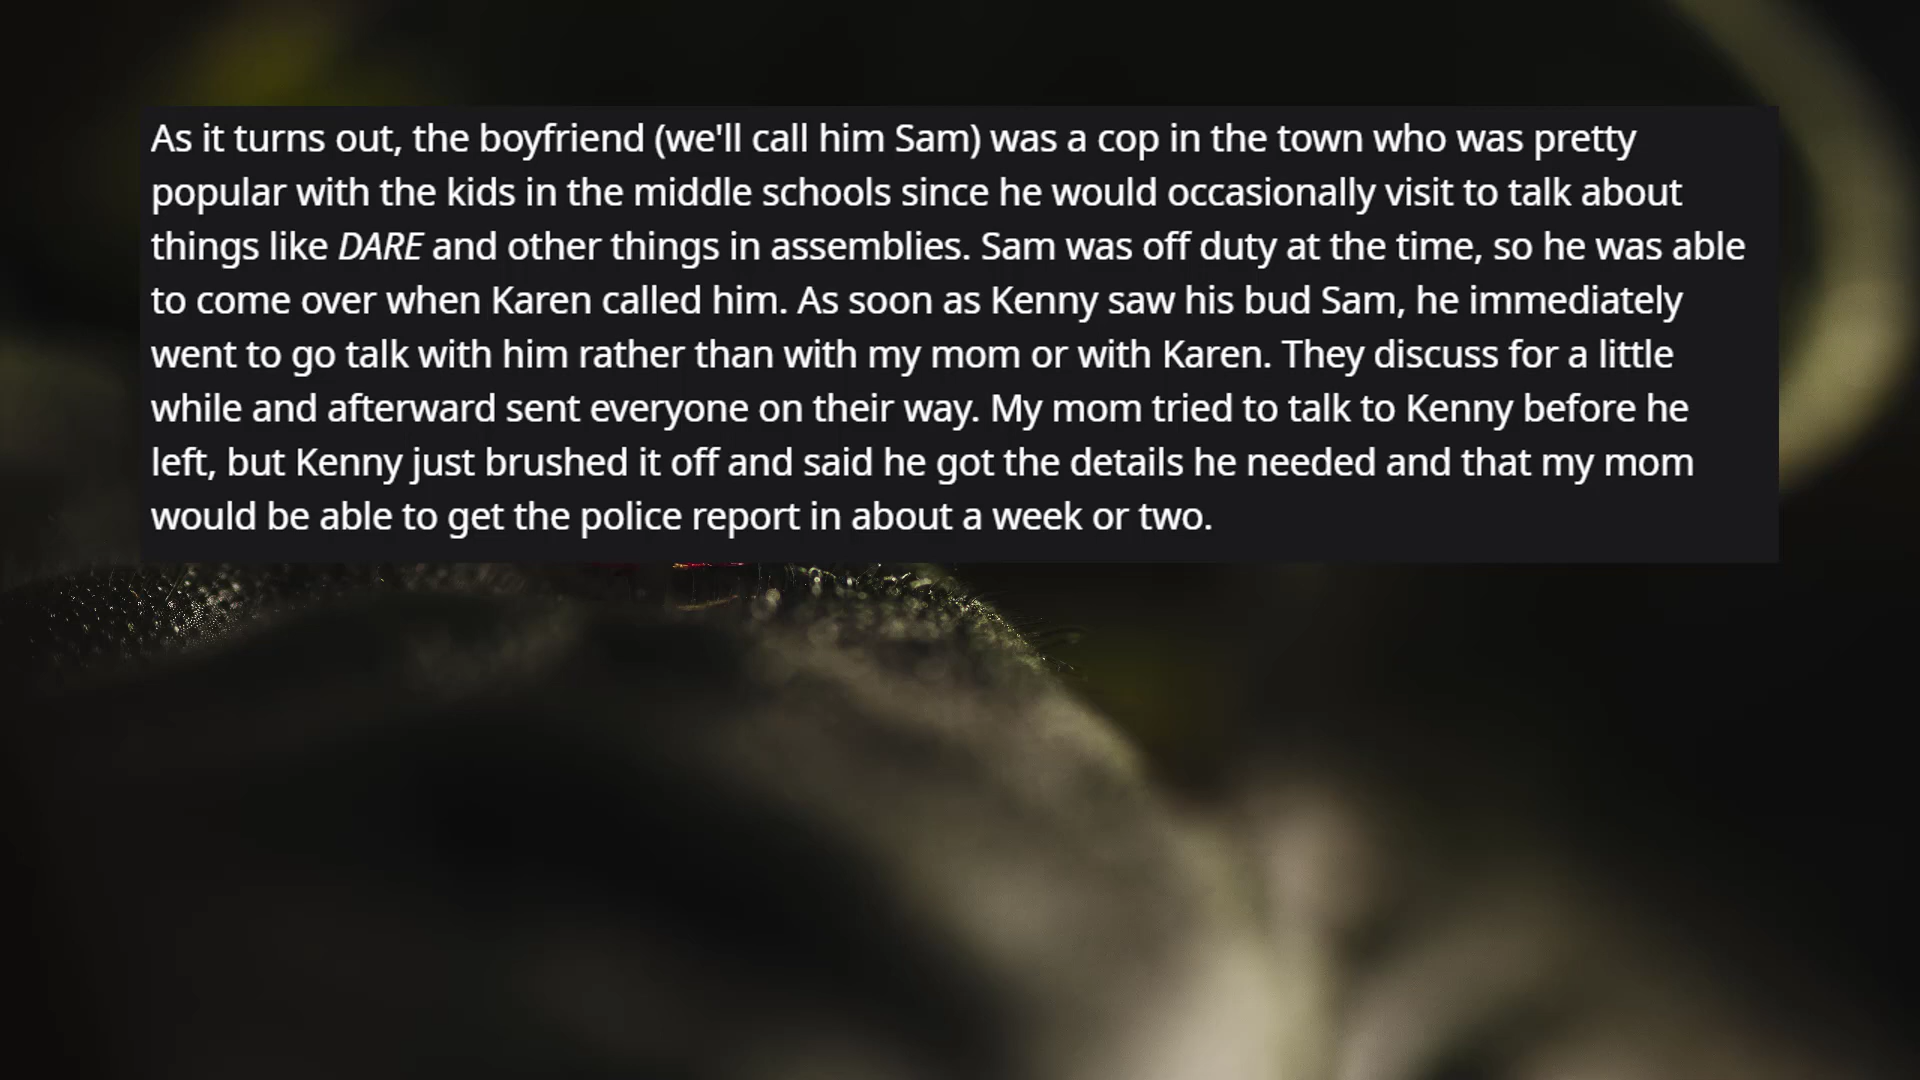 As it turns out, the boyfriend (we'll call him Sam) was a cop in the town who was pretty
popular with the kids in the middle schools since he would occasionally visit to talk about
things like DARE and other things in assemblies. Sam was off duty at the time, so he was able
to come over when Karen called him. As soon as Kenny saw his bud Sam, he immediately
went to go talk with him rather than with my mom or with Karen. They discuss for a little
while and afterward sent everyone on their way. My mom tried to talk to Kenny before he
left, but Kenny just brushed it off and said he got the details he needed and that my mom
would be able to get the police report in about a week or two.